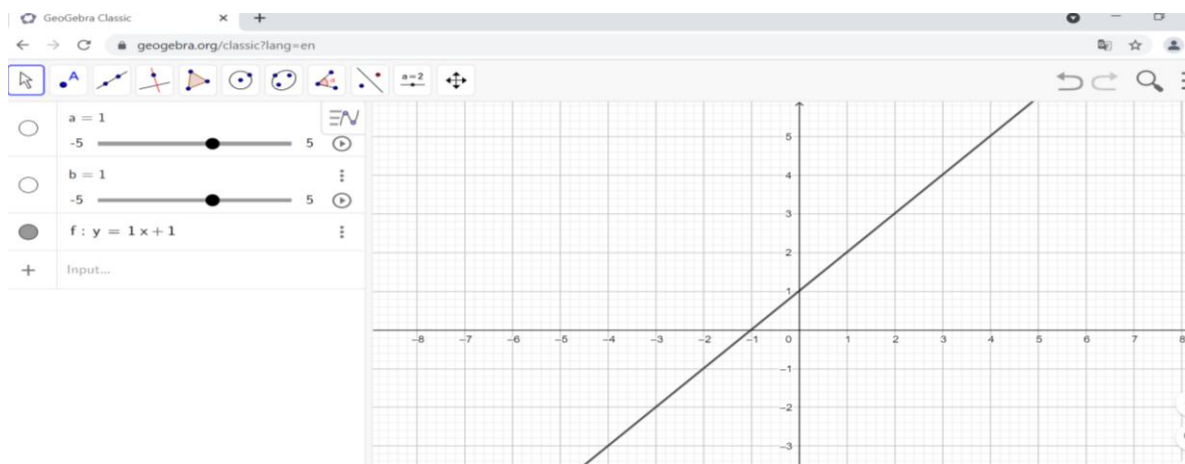 GeoGebra Classic
geogebra.org/classic?lang=en
A
α
a=2
a = 1
-5 5
b = 1
-5 5
f : y = 1 x + 1
Input...
5
4
3
2
1
-8 -7 -6 -5 -4 -3 -2 -1 0 1 2 3 4 5 6 7 8
-1
-2
-3